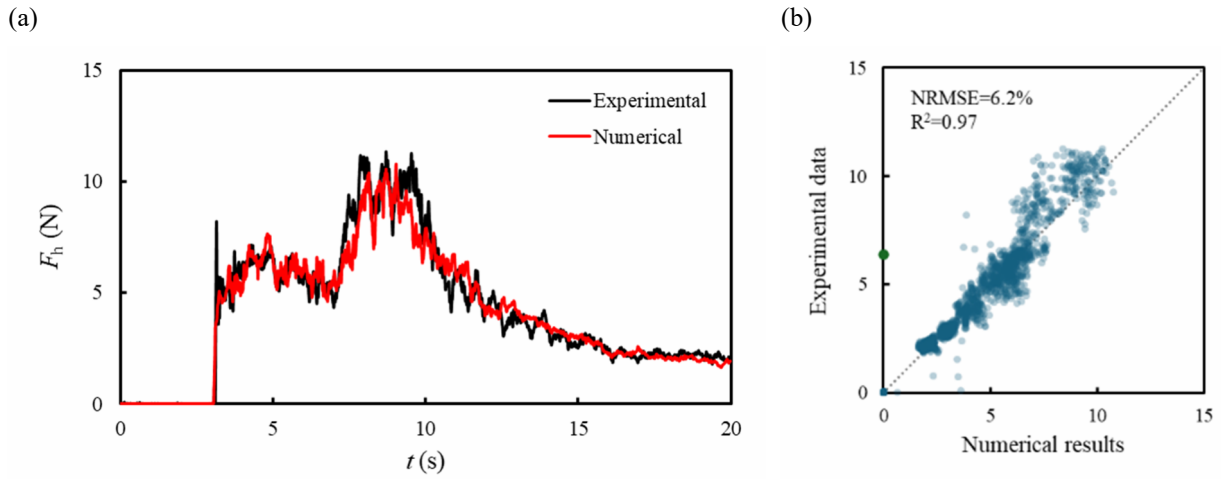 (a)
15
10
5
0
Fh (N)
Experimental
Numerical
0 5 10 15 20
t (s)
(b)
15
10
5
0
Experimental data
NRMSE=6.2%
R²=0.97
0 5 10 15
Numerical results